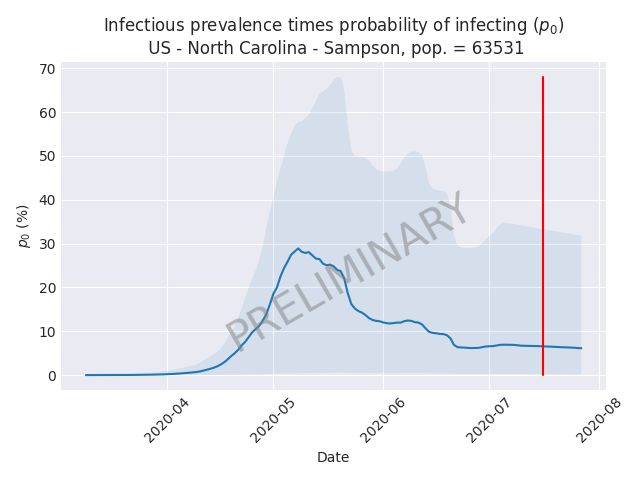 Infectious prevalence times probability of infecting (p₀)
US - North Carolina - Sampson, pop. = 63531
70
60
50
40
30
20
10
0
p₀ (%)
PRELIMINARY
2020-04
2020-05
2020-06
2020-07
2020-08
Date